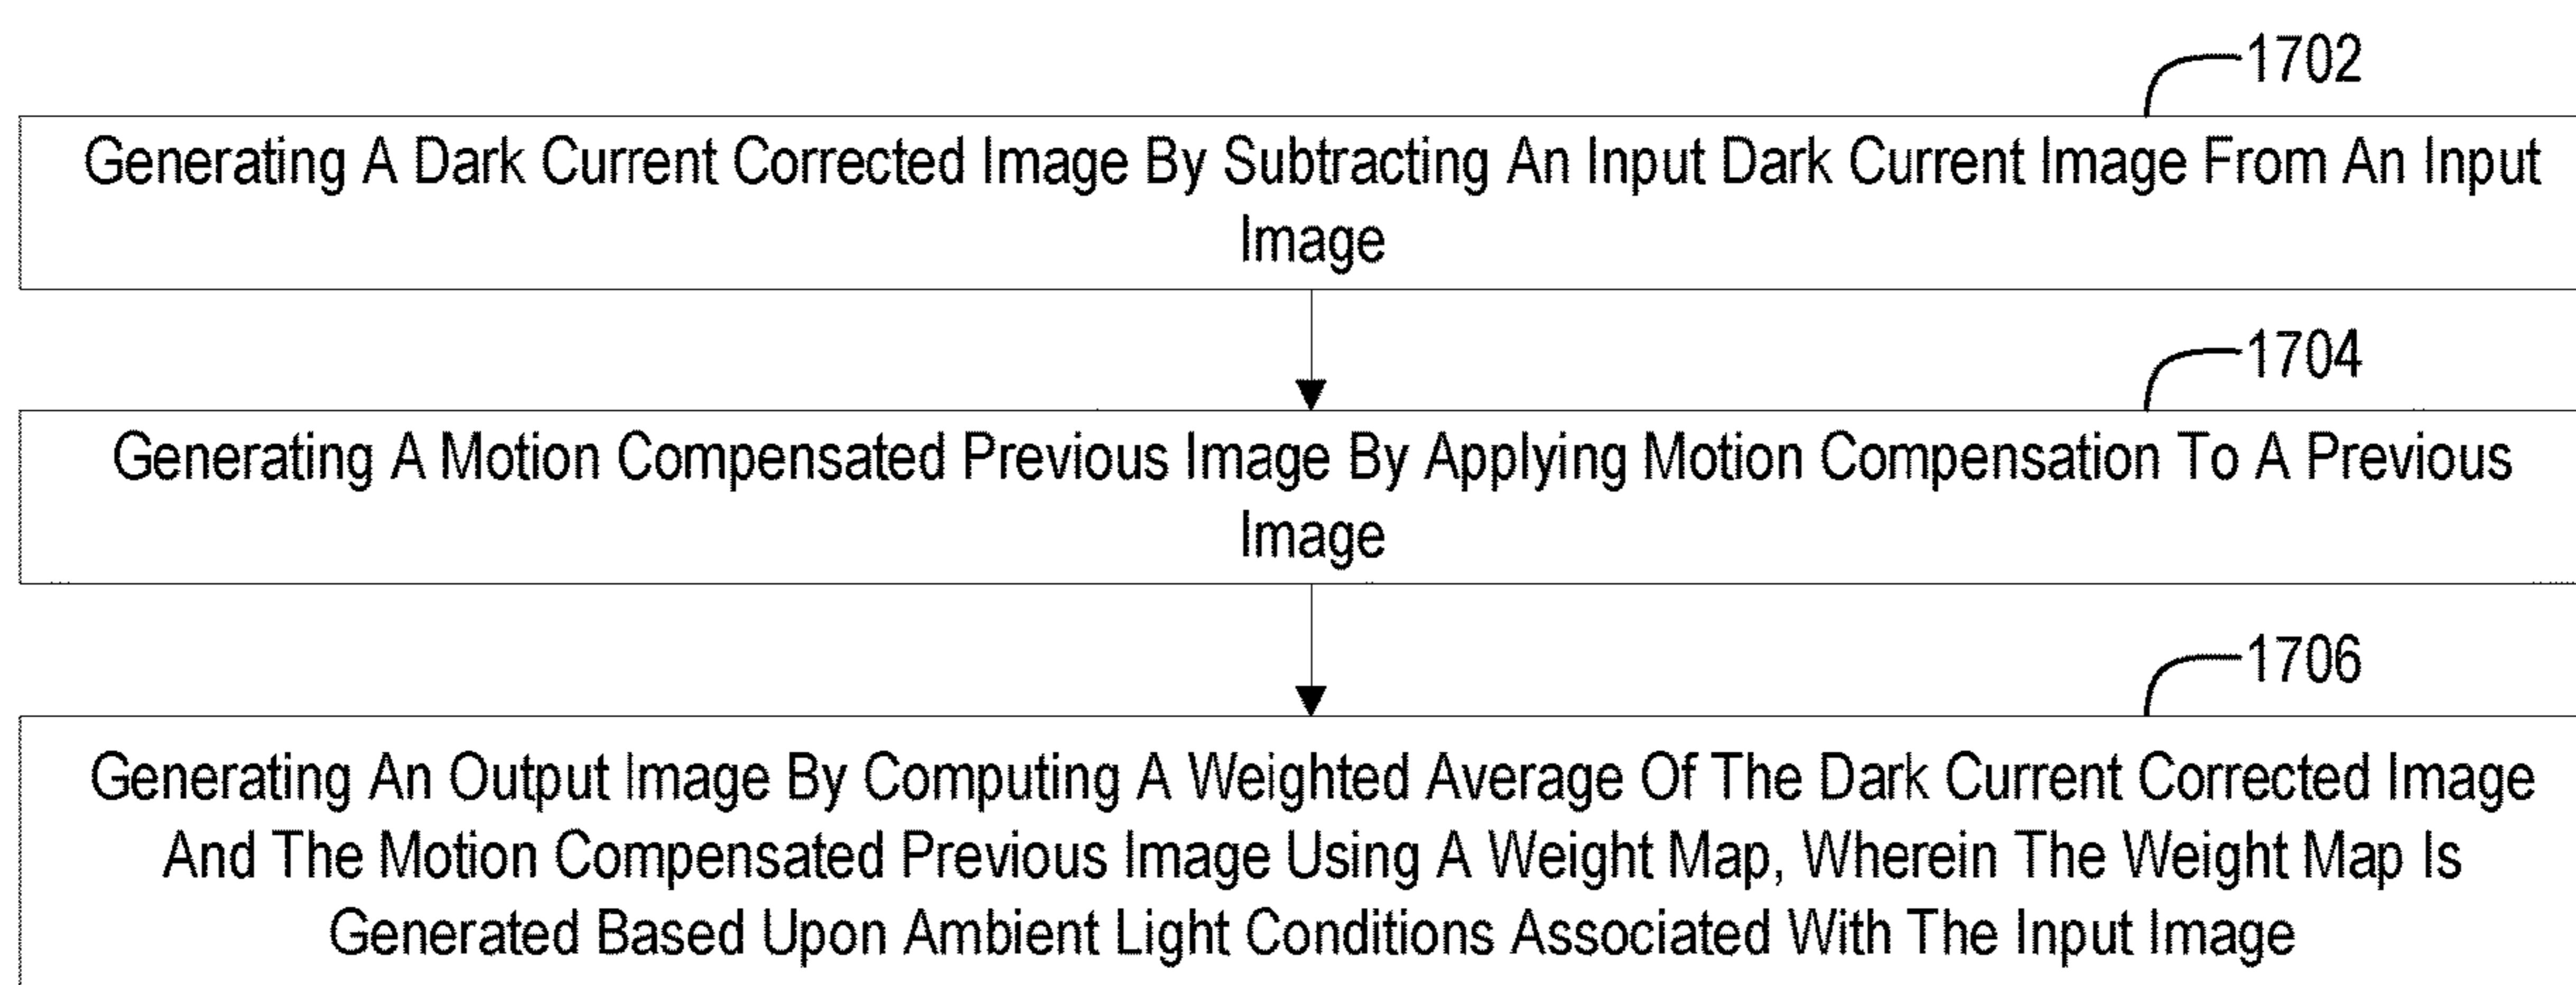 1702
Generating A Dark Current Corrected Image By Subtracting An Input Dark Current Image From An Input
Image
1704
Generating A Motion Compensated Previous Image By Applying Motion Compensation To A Previous
Image
1706
Generating An Output Image By Computing A Weighted Average Of The Dark Current Corrected Image
And The Motion Compensated Previous Image Using A Weight Map, Wherein The Weight Map Is
Generated Based Upon Ambient Light Conditions Associated With The Input Image